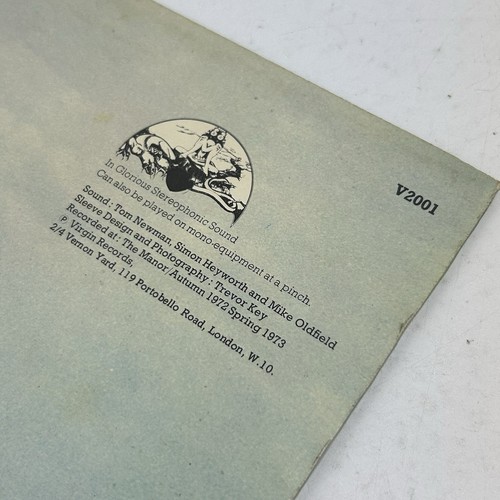 In Glorious Stereophonic Sound
Can also be played on mono-equipment at a pinch.
Sound: Tom Newman, Simon Heyworth and Mike Oldfield
Sleeve Design and Photography: Trevor Key
Recorded at: The Manor/Autumn 1972 Spring 1973
℗ Virgin Records,
2/4 Vernon Yard, 119 Portobello Road, London, W.10.
V2001